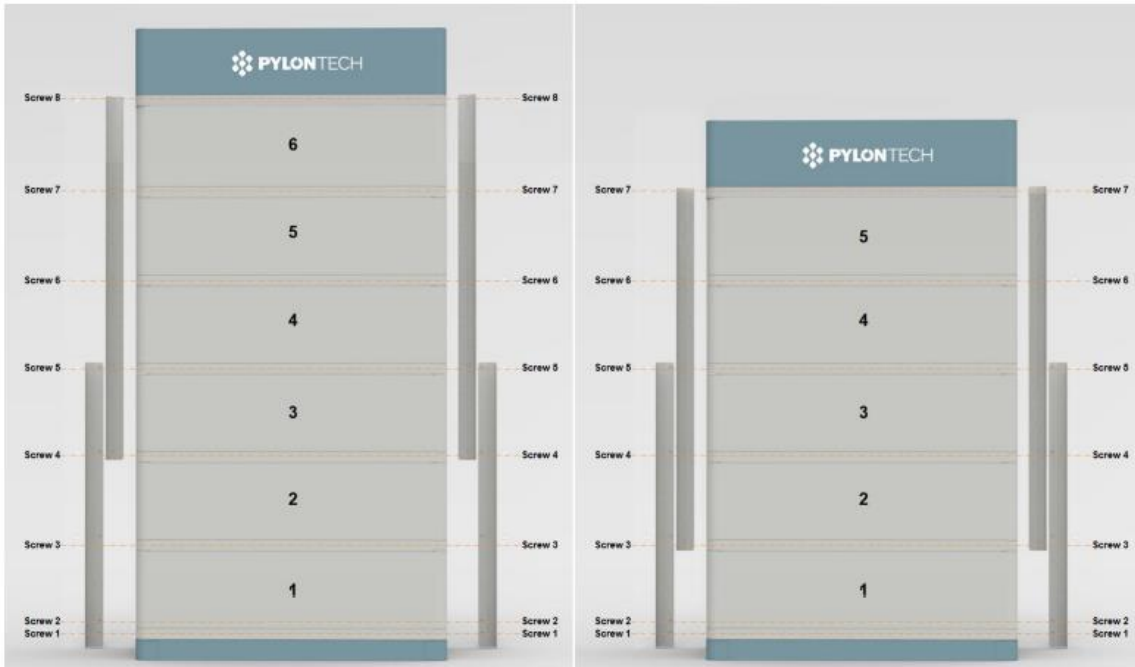 PYLONTECH
Screw 8 Screw 8
6
Screw 7 Screw 7
5
Screw 6 Screw 6
4
Screw 5 Screw 5
3
Screw 4 Screw 4
2
Screw 3 Screw 3
1
Screw 2 Screw 2
Screw 1 Screw 1
PYLONTECH
Screw 7 Screw 7
5
Screw 6 Screw 6
4
Screw 5 Screw 5
3
Screw 4 Screw 4
2
Screw 3 Screw 3
1
Screw 2 Screw 2
Screw 1 Screw 1